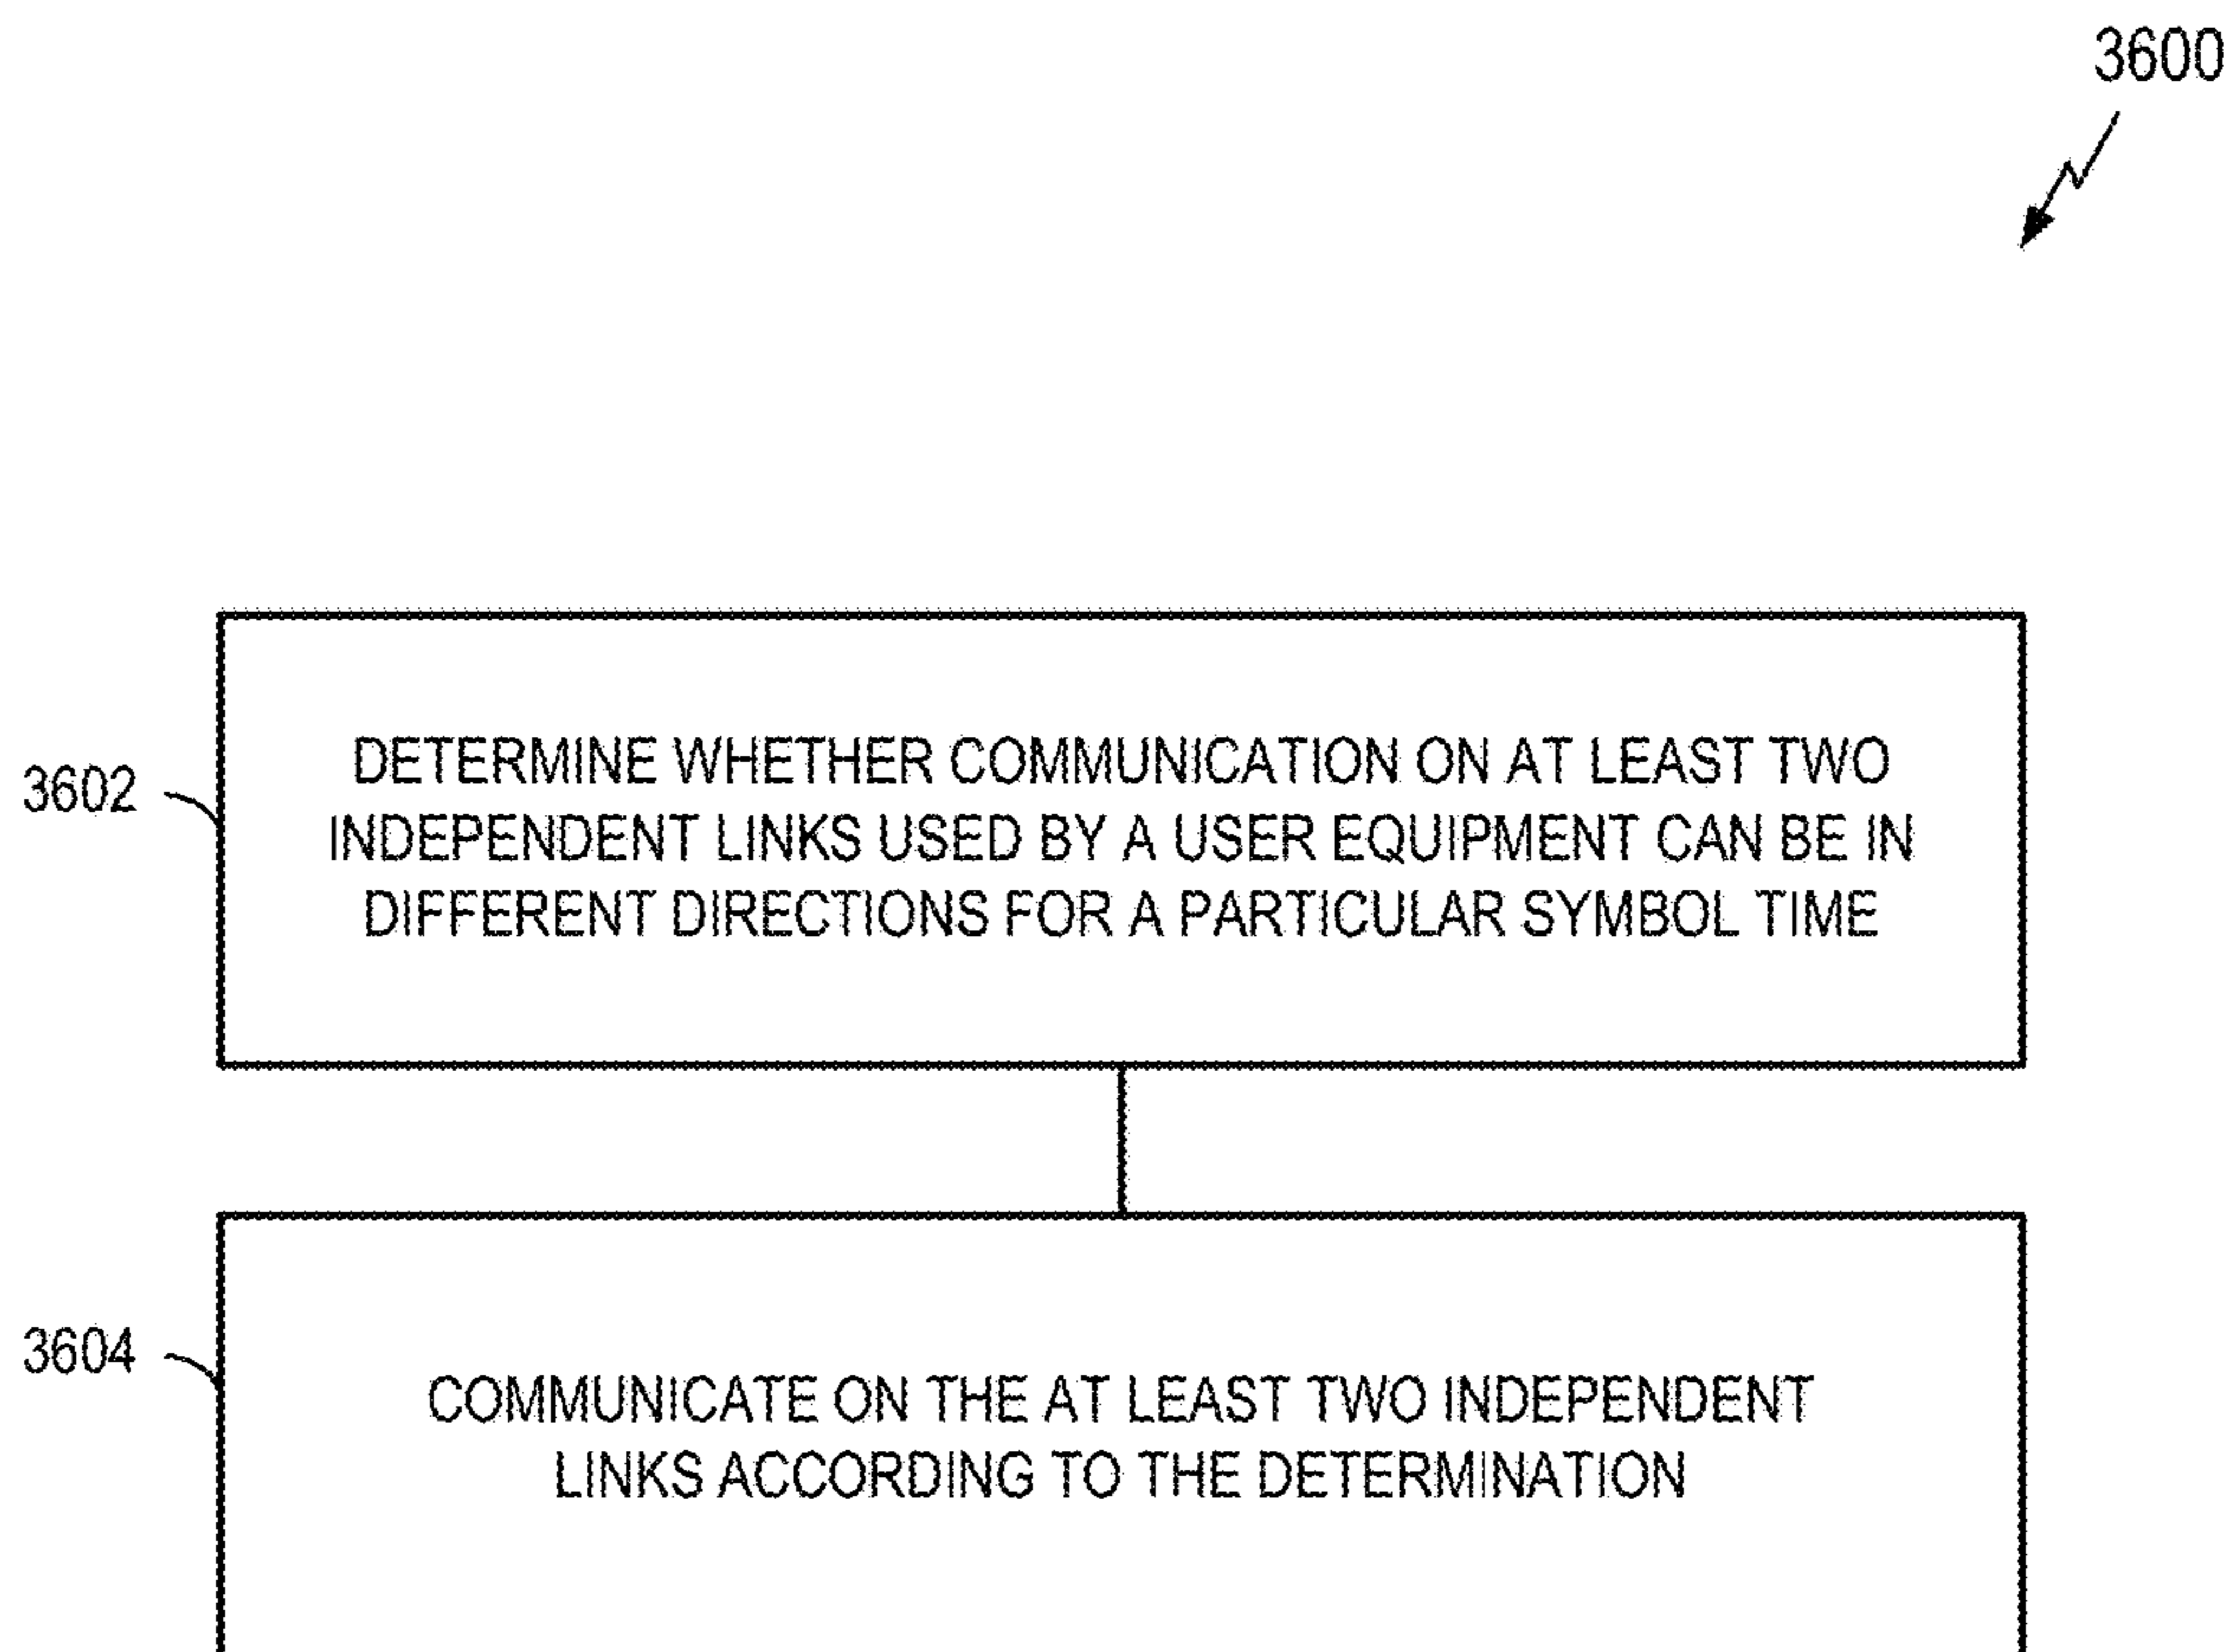 3600
3602
DETERMINE WHETHER COMMUNICATION ON AT LEAST TWO
INDEPENDENT LINKS USED BY A USER EQUIPMENT CAN BE IN
DIFFERENT DIRECTIONS FOR A PARTICULAR SYMBOL TIME
3604
COMMUNICATE ON THE AT LEAST TWO INDEPENDENT
LINKS ACCORDING TO THE DETERMINATION